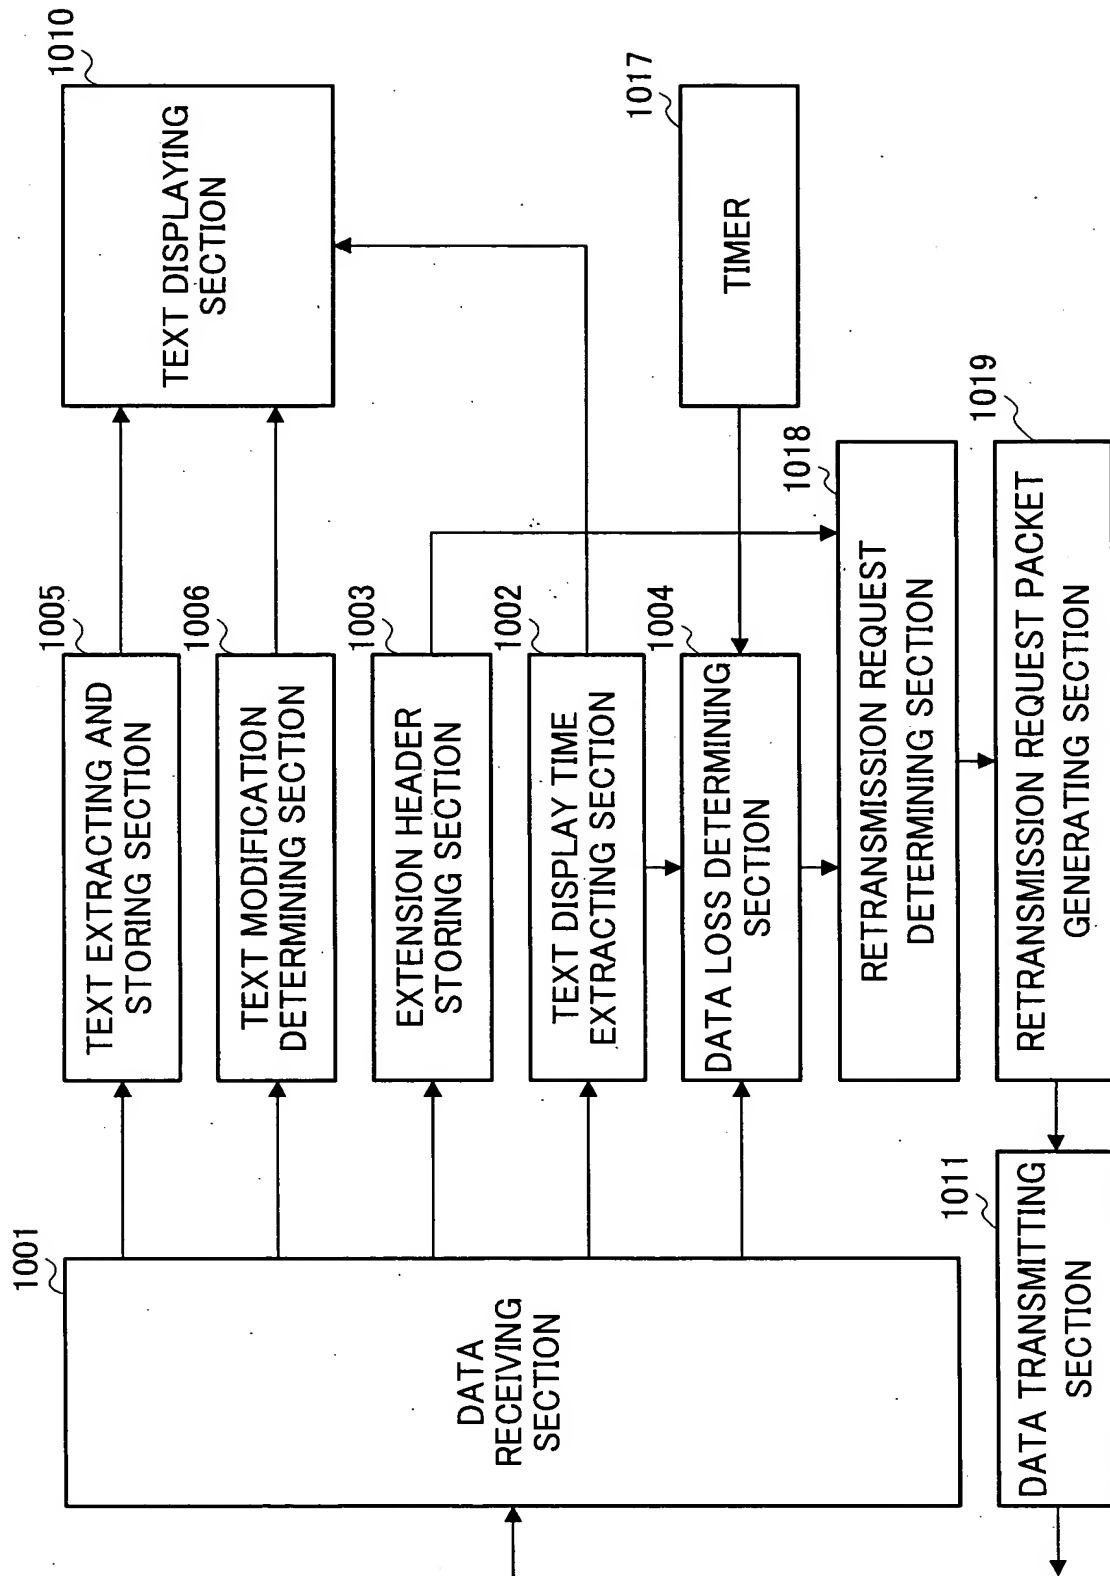 1001
DATA
RECEIVING
SECTION
1005
TEXT EXTRACTING AND
STORING SECTION
1006
TEXT MODIFICATION
DETERMINING SECTION
1003
EXTENSION HEADER
STORING SECTION
1002
TEXT DISPLAY TIME
EXTRACTING SECTION
1004
DATA LOSS DETERMINING
SECTION
1010
TEXT DISPLAYING
SECTION
1017
TIMER
1018
RETRANSMISSION REQUEST
DETERMINING SECTION
1019
RETRANSMISSION REQUEST PACKET
GENERATING SECTION
1011
DATA TRANSMITTING
SECTION